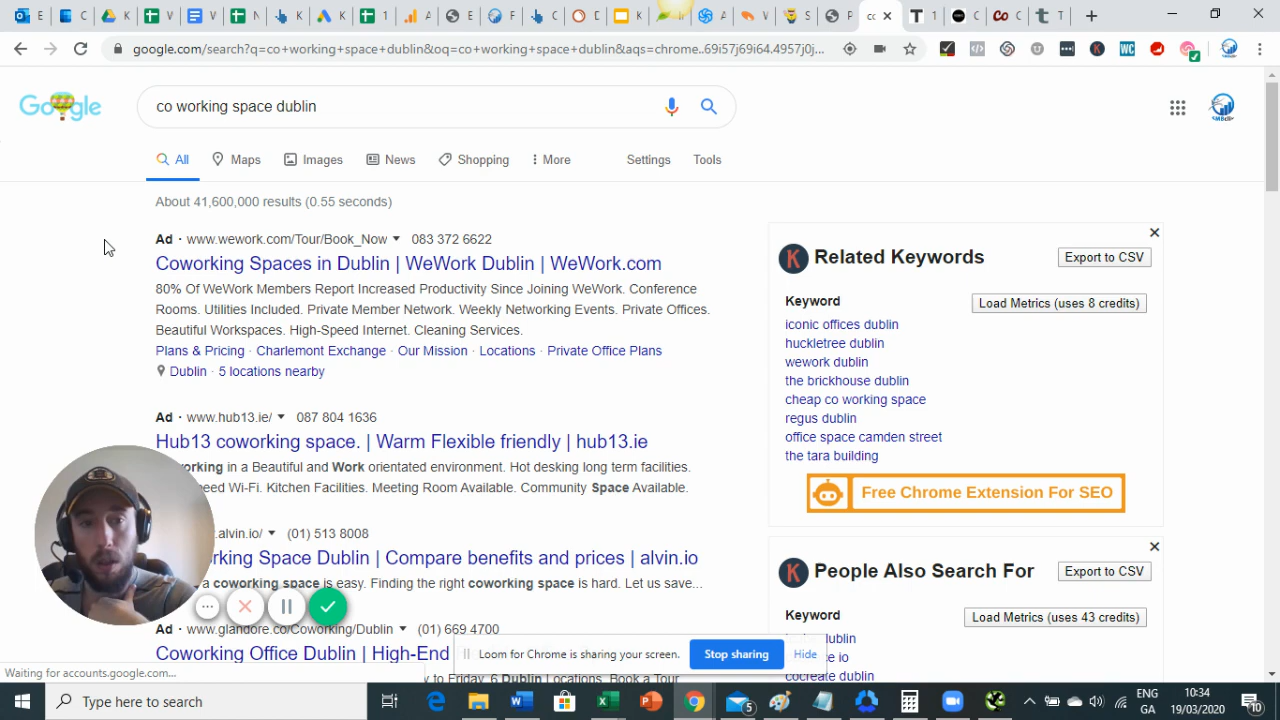 google.com/search?q=co+working+space+dublin&oq=co+working+space+dublin&aqs=chrome..69i57j69i64.4957j0j...
Google
co working space dublin
All Maps Images News Shopping More Settings Tools
About 41,600,000 results (0.55 seconds)
Ad · www.wework.com/Tour/Book_Now 083 372 6622
Coworking Spaces in Dublin | WeWork Dublin | WeWork.com
80% Of WeWork Members Report Increased Productivity Since Joining WeWork. Conference
Rooms. Utilities Included. Private Member Network. Weekly Networking Events. Private Offices.
Beautiful Workspaces. High-Speed Internet. Cleaning Services.
Plans & Pricing · Charlemont Exchange · Our Mission · Locations · Private Office Plans
Dublin · 5 locations nearby
Ad · www.hub13.ie/ 087 804 1636
Hub13 coworking space. | Warm Flexible friendly | hub13.ie
orking in a Beautiful and Work orientated environment. Hot desking long term facilities.
eed Wi-Fi. Kitchen Facilities. Meeting Room Available. Community Space Available.
.alvin.io/ (01) 513 8008
rking Space Dublin | Compare benefits and prices | alvin.io
a coworking space is easy. Finding the right coworking space is hard. Let us save...
Ad · www.glandore.co/Coworking/Dublin (01) 669 4700
Coworking Office Dublin | High-End
y to Friday. 6 Dublin Locations. Book a Tour
Related Keywords
Export to CSV
Keyword
Load Metrics (uses 8 credits)
iconic offices dublin
huckletree dublin
wework dublin
the brickhouse dublin
cheap co working space
regus dublin
office space camden street
the tara building
Free Chrome Extension For SEO
People Also Search For
Export to CSV
Keyword
Load Metrics (uses 43 credits)
dublin
io
cocreate dublin
Loom for Chrome is sharing your screen. Stop sharing Hide
Waiting for accounts.google.com...
Type here to search
5
ENG
GA
10:34
19/03/2020
10